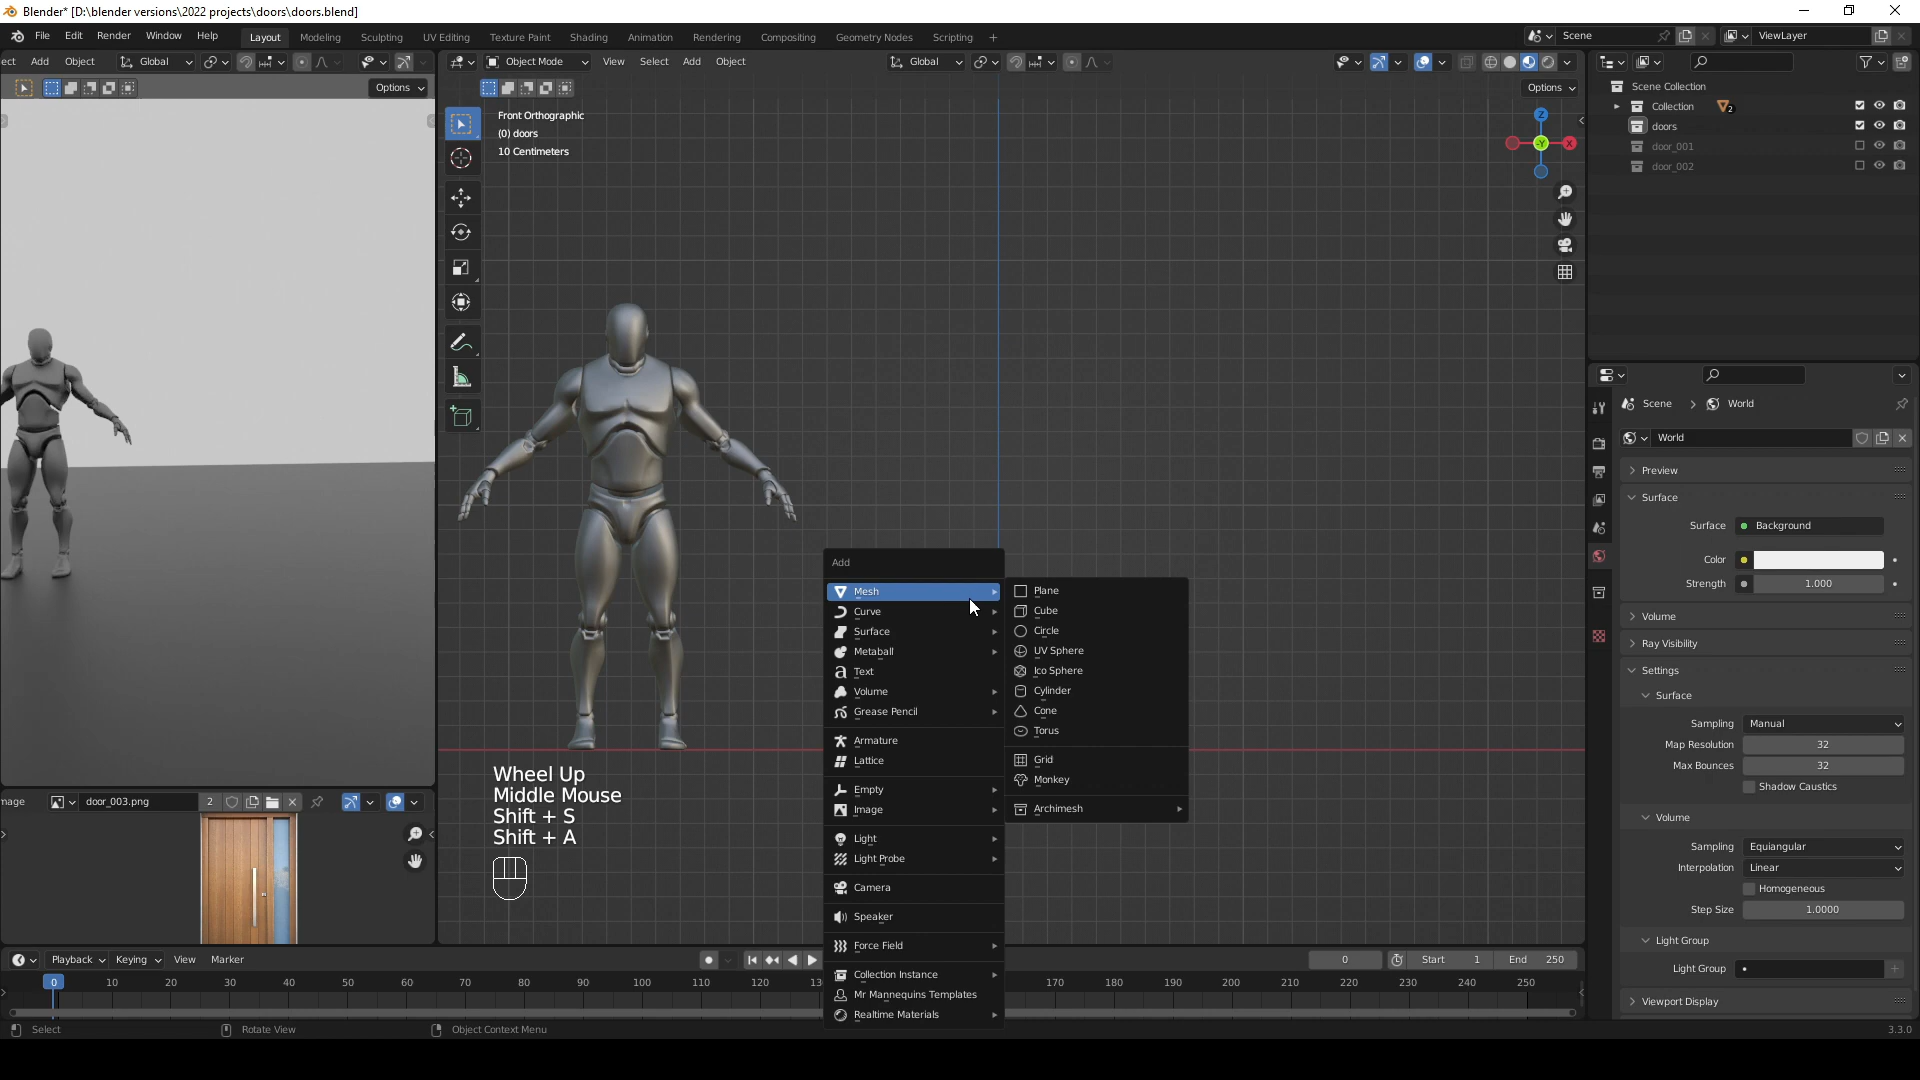 Blender* [D:\blender versions\2022 projects\doors\doors.blend]
File Edit Render Window Help Layout Modeling Sculpting UV Editing Texture Paint Shading Animation Rendering Compositing Geometry Nodes Scripting + Scene ViewLayer
ect Add Object Global Object Mode View Select Add Object Global
Options Options
Front Orthographic
(0) doors
10 Centimeters
Z
X
-Y
Scene Collection
Collection 2
doors
door_001
door_002
Scene > World
World
Preview
Surface
Surface Background
Color
Strength 1.000
Volume
Ray Visibility
Settings
Surface
Sampling Manual
Map Resolution 32
Max Bounces 32
Shadow Caustics
Volume
Sampling Equiangular
Interpolation Linear
Homogeneous
Step Size 1.0000
Light Group
Light Group
Viewport Display
Add
Mesh
Curve
Surface
Metaball
Text
Volume
Grease Pencil
Armature
Lattice
Empty
Image
Light
Light Probe
Camera
Speaker
Force Field
Collection Instance
Mr Mannequins Templates
Realtime Materials
Plane
Cube
Circle
UV Sphere
Ico Sphere
Cylinder
Cone
Torus
Grid
Monkey
Archimesh
Wheel Up
Middle Mouse
Shift + S
Shift + A
mage door_003.png 2
Playback Keying View Marker 0 Start 1 End 250
0 10 20 30 40 50 60 70 80 90 100 110 120 13 170 180 190 200 210 220 230 240 250
Select Rotate View Object Context Menu 3.3.0